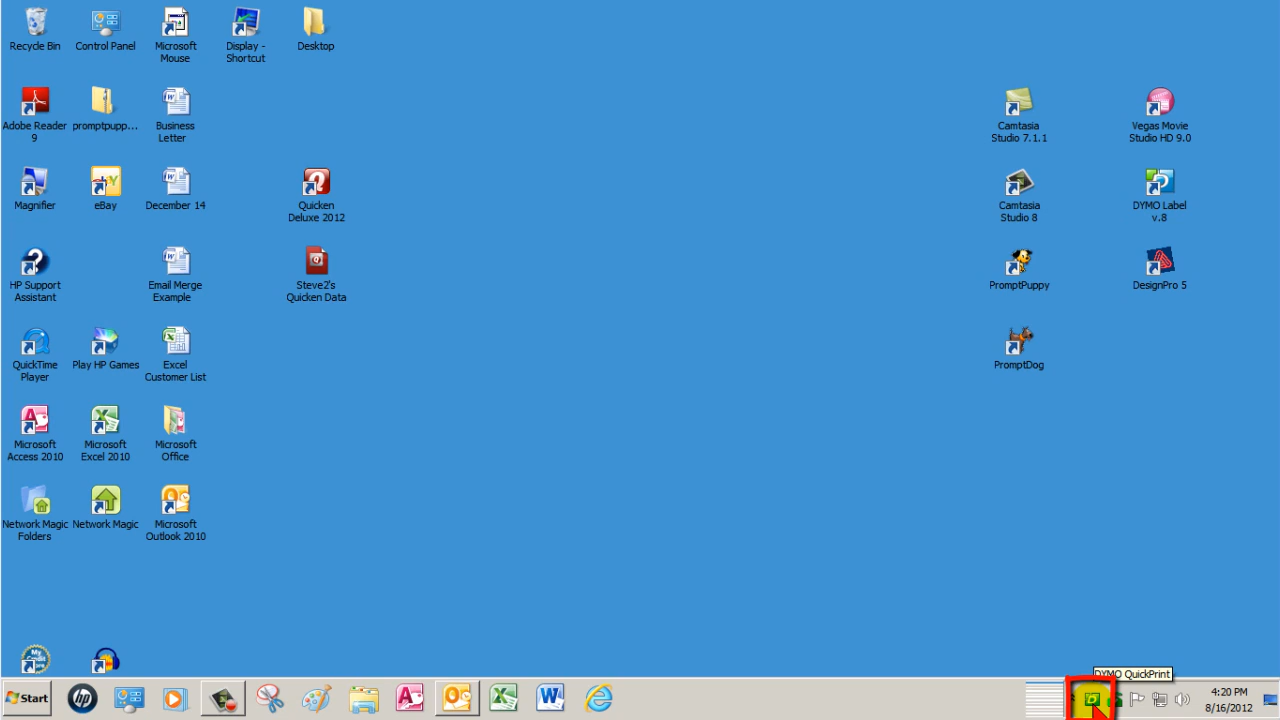 Recycle Bin
Control Panel
Microsoft
Mouse
Display -
Shortcut
Desktop
Adobe Reader
9
promptpupp...
Business
Letter
Camtasia
Studio 7.1.1
Vegas Movie
Studio HD 9.0
Magnifier
eBay
December 14
Quicken
Deluxe 2012
Camtasia
Studio 8
DYMO Label
v.8
HP Support
Assistant
Email Merge
Example
Steve2's
Quicken Data
PromptPuppy
DesignPro 5
QuickTime
Player
Play HP Games
Excel
Customer List
PromptDog
Microsoft
Access 2010
Microsoft
Excel 2010
Microsoft
Office
Network Magic
Folders
Network Magic
Microsoft
Outlook 2010
DYMO QuickPrint
Start
hp
4:20 PM
8/16/2012